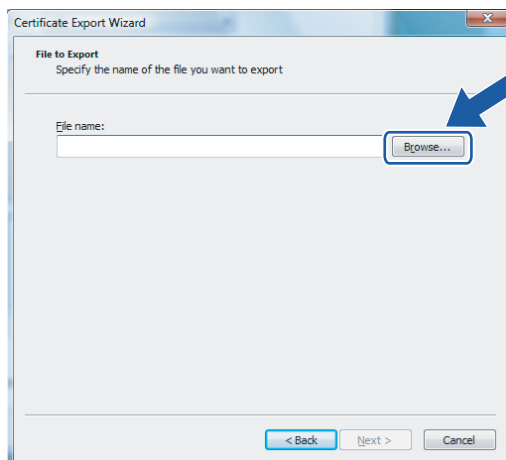 Certificate Export Wizard
File to Export
Specify the name of the file you want to export
File name:
Browse...
< Back Next > Cancel